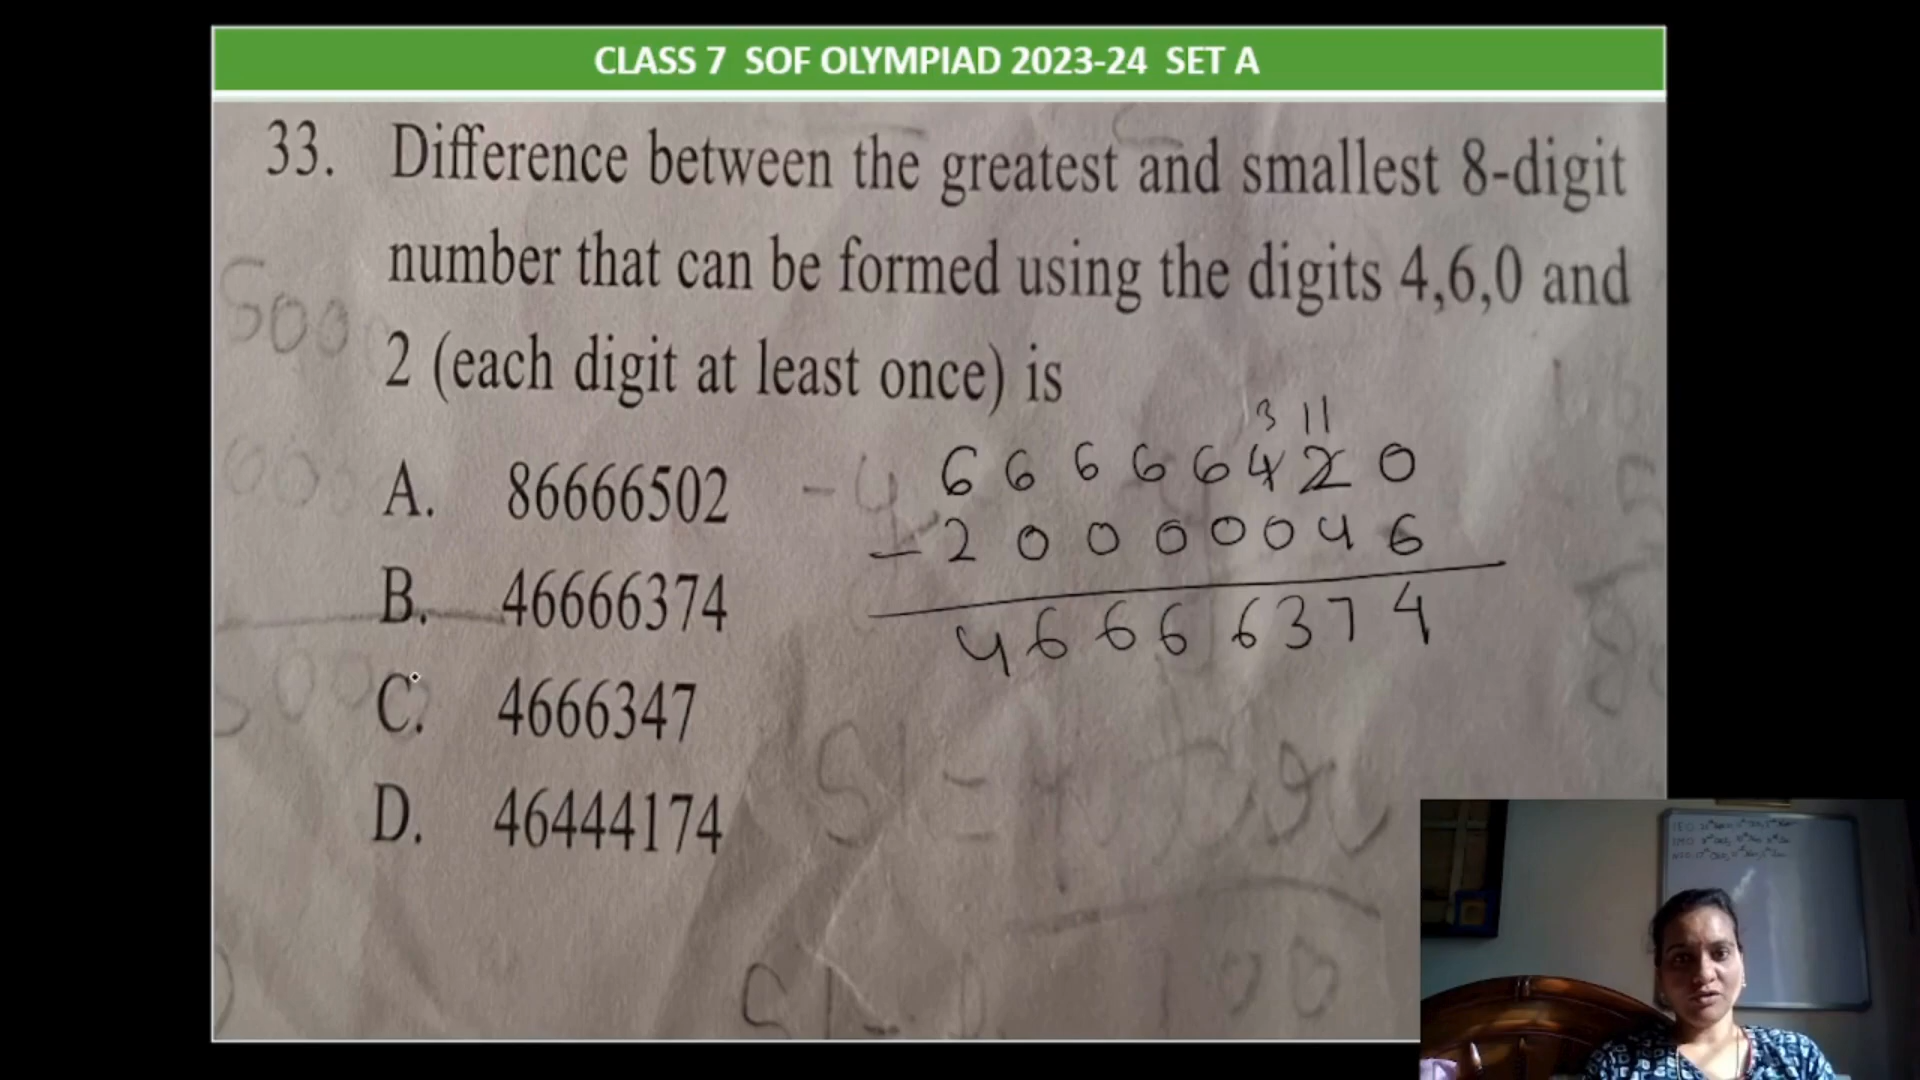 CLASS 7 SOF OLYMPIAD 2023-24 SET A
33. Difference between the greatest and smallest 8-digit
number that can be formed using the digits 4,6,0 and
2 (each digit at least once) is
3 11
6 6 6 6 6 4 2 0
- 2 0 0 0 0 0 4 6
4 6 6 6 6 3 7 4
A. 86666502
B. 46666374
C. 4666347
D. 46444174
500
100